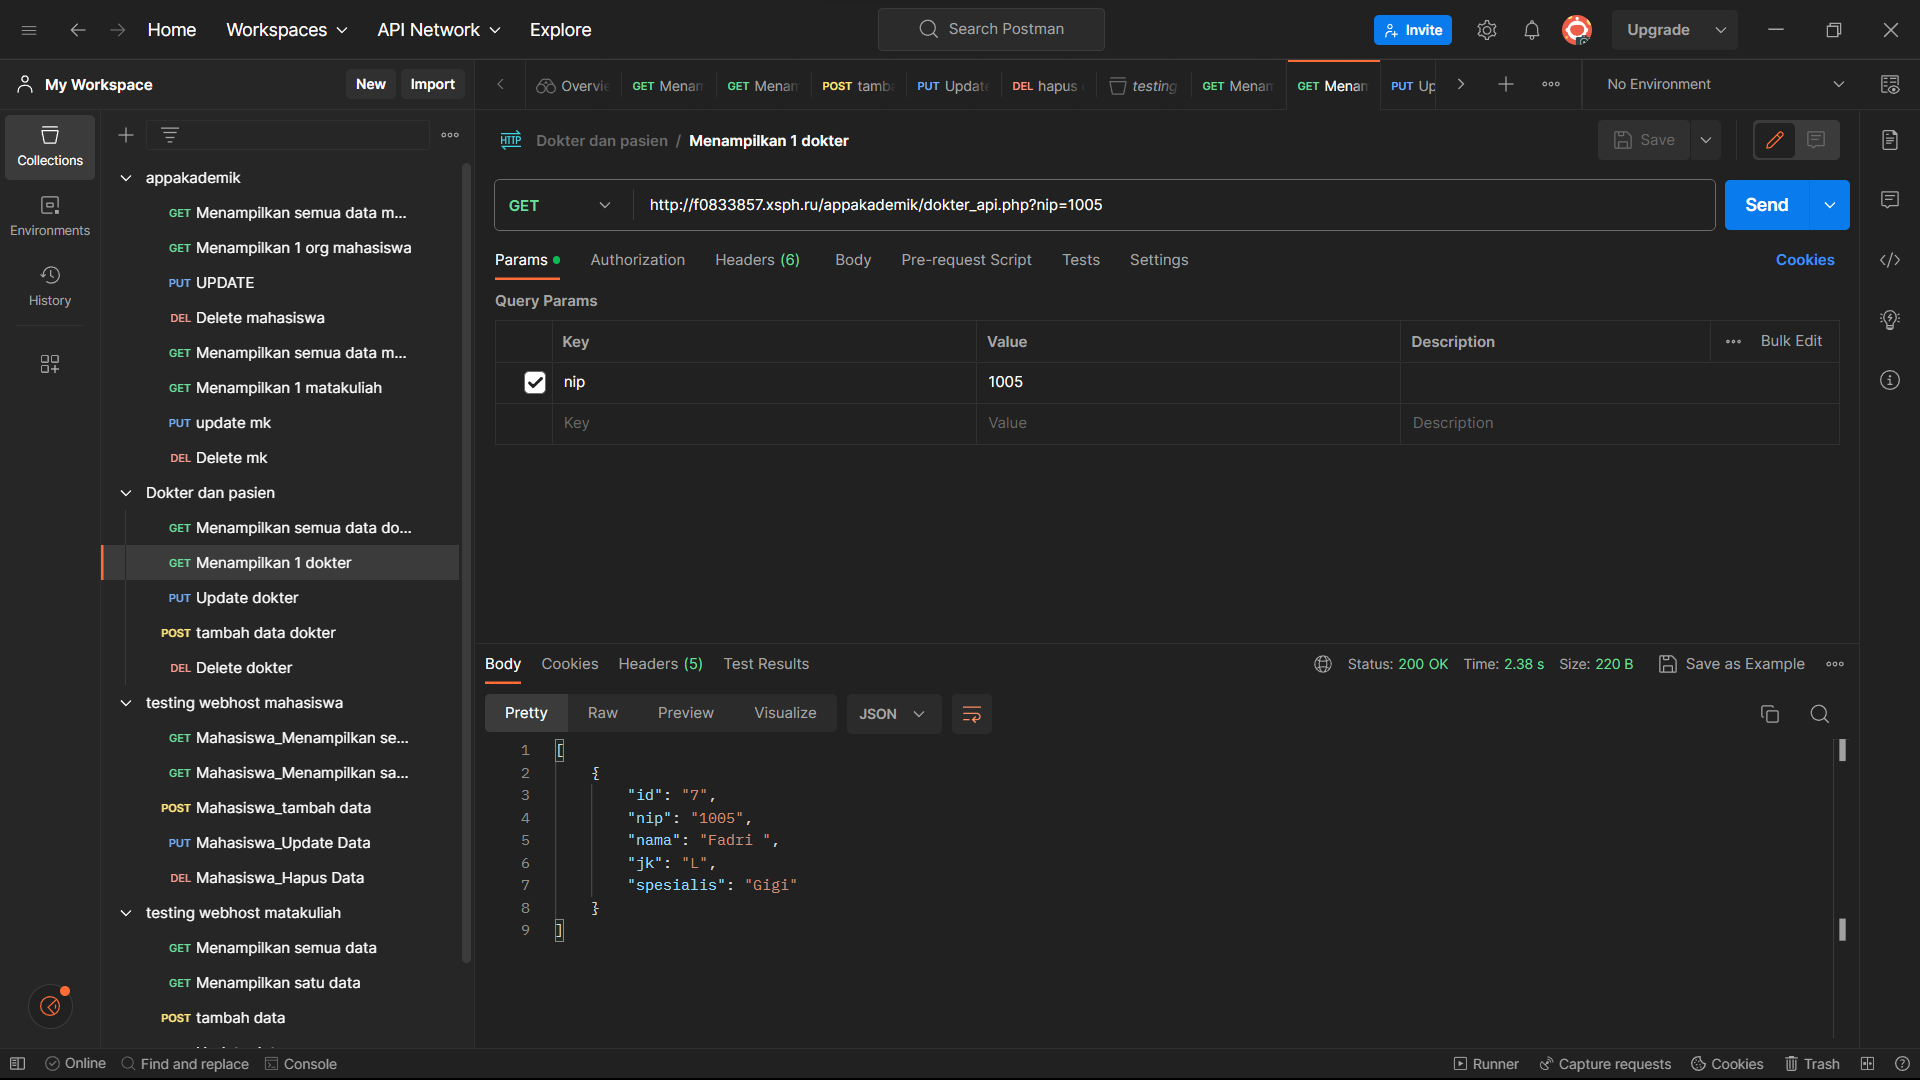 Home Workspaces API Network Explore Search Postman Invite Upgrade
My Workspace New Import Overvie GET Menan GET Menan POST tamb PUT Update DEL hapus testing GET Menan GET Menan PUT Up No Environment
Collections
Environments
History
appakademik
GET Menampilkan semua data m...
GET Menampilkan 1 org mahasiswa
PUT UPDATE
DEL Delete mahasiswa
GET Menampilkan semua data m...
GET Menampilkan 1 matakuliah
PUT update mk
DEL Delete mk
Dokter dan pasien
GET Menampilkan semua data do...
GET Menampilkan 1 dokter
PUT Update dokter
POST tambah data dokter
DEL Delete dokter
testing webhost mahasiswa
GET Mahasiswa_Menampilkan se...
GET Mahasiswa_Menampilkan sa...
POST Mahasiswa_tambah data
PUT Mahasiswa_Update Data
DEL Mahasiswa_Hapus Data
testing webhost matakuliah
GET Menampilkan semua data
GET Menampilkan satu data
POST tambah data
HTTP Dokter dan pasien / Menampilkan 1 dokter Save
GET http://f0833857.xsph.ru/appakademik/dokter_api.php?nip=1005 Send
Params Authorization Headers (6) Body Pre-request Script Tests Settings Cookies
Query Params
Key Value Description Bulk Edit
nip 1005
Key Value Description
Body Cookies Headers (5) Test Results Status: 200 OK Time: 2.38 s Size: 220 B Save as Example
Pretty Raw Preview Visualize JSON
1 [
2 {
3 "id": "7",
4 "nip": "1005",
5 "nama": "Fadri ",
6 "jk": "L",
7 "spesialis": "Gigi"
8 }
9 ]
Online Find and replace Console Runner Capture requests Cookies Trash